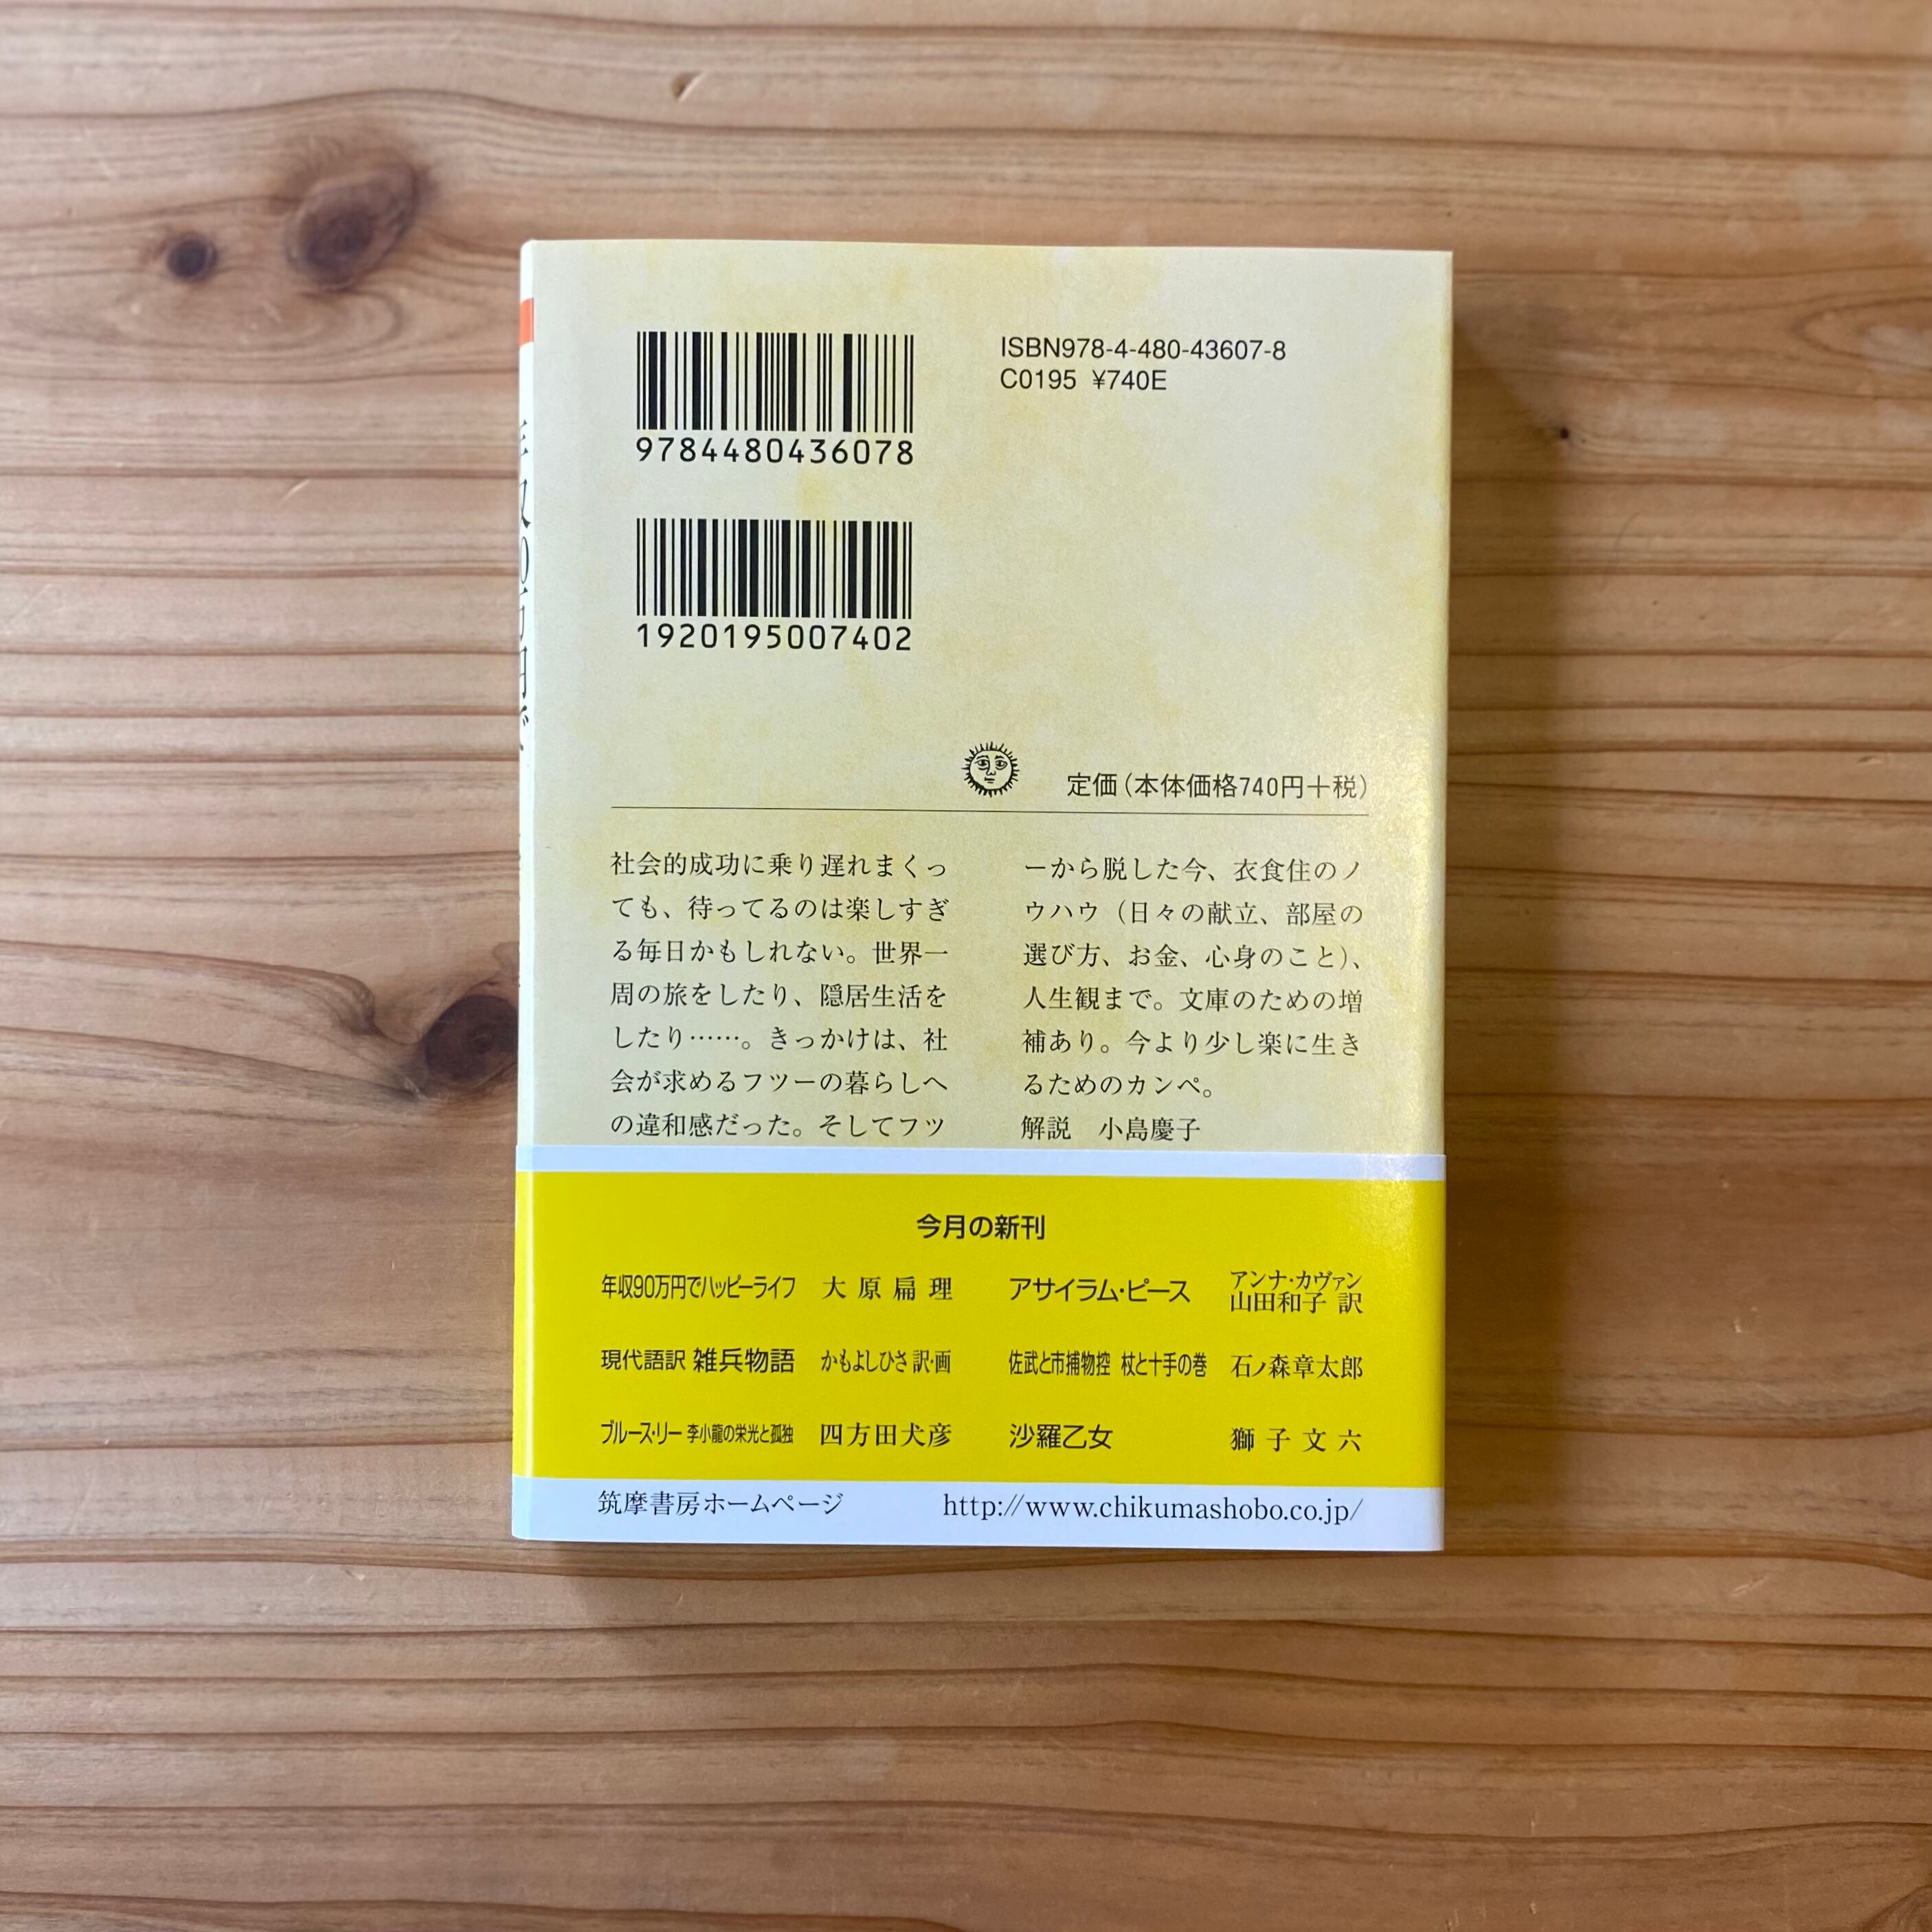 9784480436078
ISBN978-4-480-43607-8
C0195 ¥740E
1920195007402
定価（本体価格740円＋税）
社会的成功に乗り遅れまくっ
ても、待ってるのは楽しすぎ
る毎日かもしれない。世界一
周の旅をしたり、隠居生活を
したり……。きっかけは、社
会が求めるフツーの暮らしへ
の違和感だった。そしてフツ
ーから脱した今、衣食住のノ
ウハウ（日々の献立、部屋の
選び方、お金、心身のこと）、
人生観まで。文庫のための増
補あり。今より少し楽に生き
るためのカンペ。
解説　小島慶子
今月の新刊
年収90万円でハッピーライフ　大原扁理
現代語訳 雑兵物語　かもよしひさ 訳・画
ブルース・リー 李小龍の栄光と孤独　四方田犬彦
アサイラム・ピース　アンナ・カヴァン
山田和子 訳
佐武と市捕物控 杖と十手の巻　石ノ森章太郎
沙羅乙女　獅子文六
筑摩書房ホームページ　http://www.chikumashobo.co.jp/